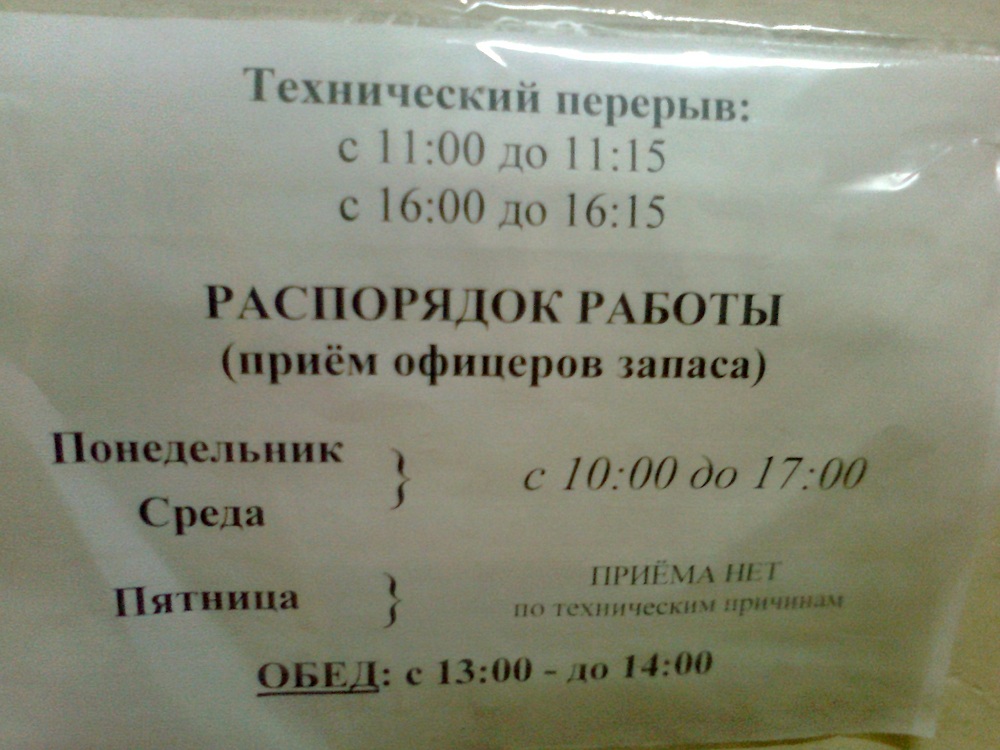 Технический перерыв:
с 11:00 до 11:15
с 16:00 до 16:15
РАСПОРЯДОК РАБОТЫ
(приём офицеров запаса)
Понедельник
Среда
} с 10:00 до 17:00
Пятница } ПРИЁМА НЕТ
по техническим причинам
ОБЕД: с 13:00 - до 14:00